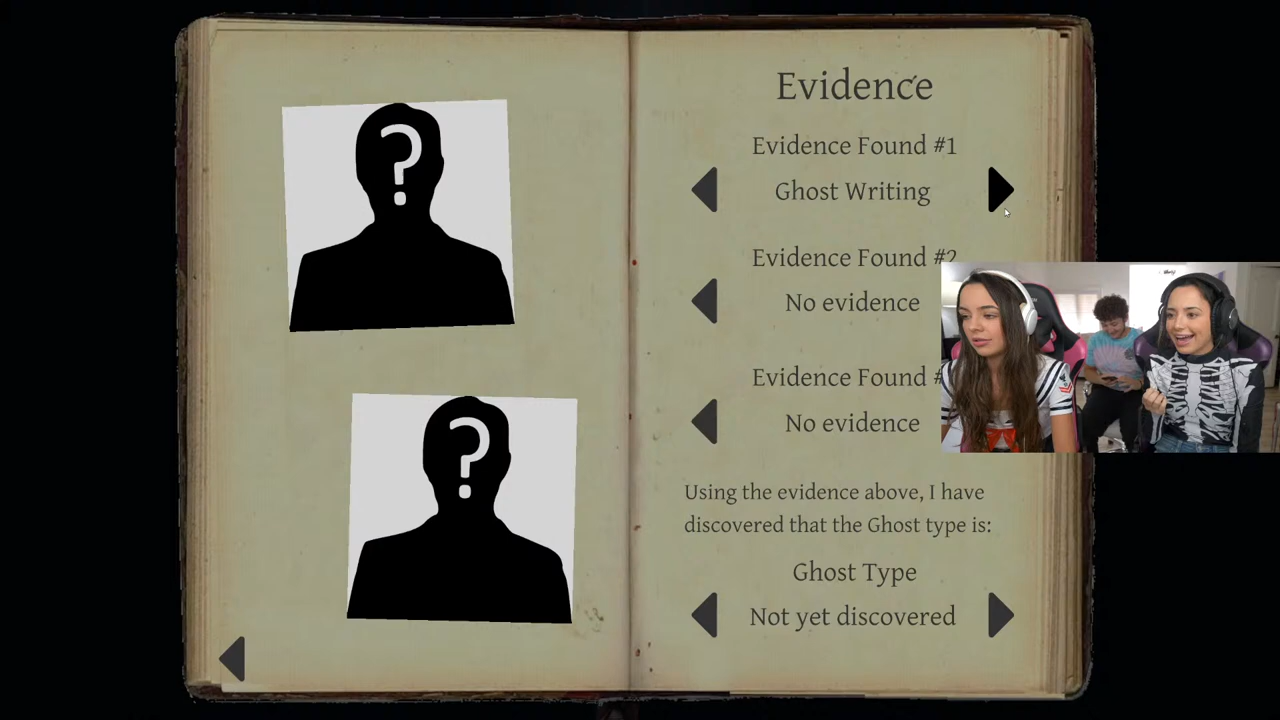 Evidence
Evidence Found #1
Ghost Writing
Evidence Found #2
No evidence
Evidence Found #
No evidence
Using the evidence above, I have
discovered that the Ghost type is:
Ghost Type
Not yet discovered
?
?